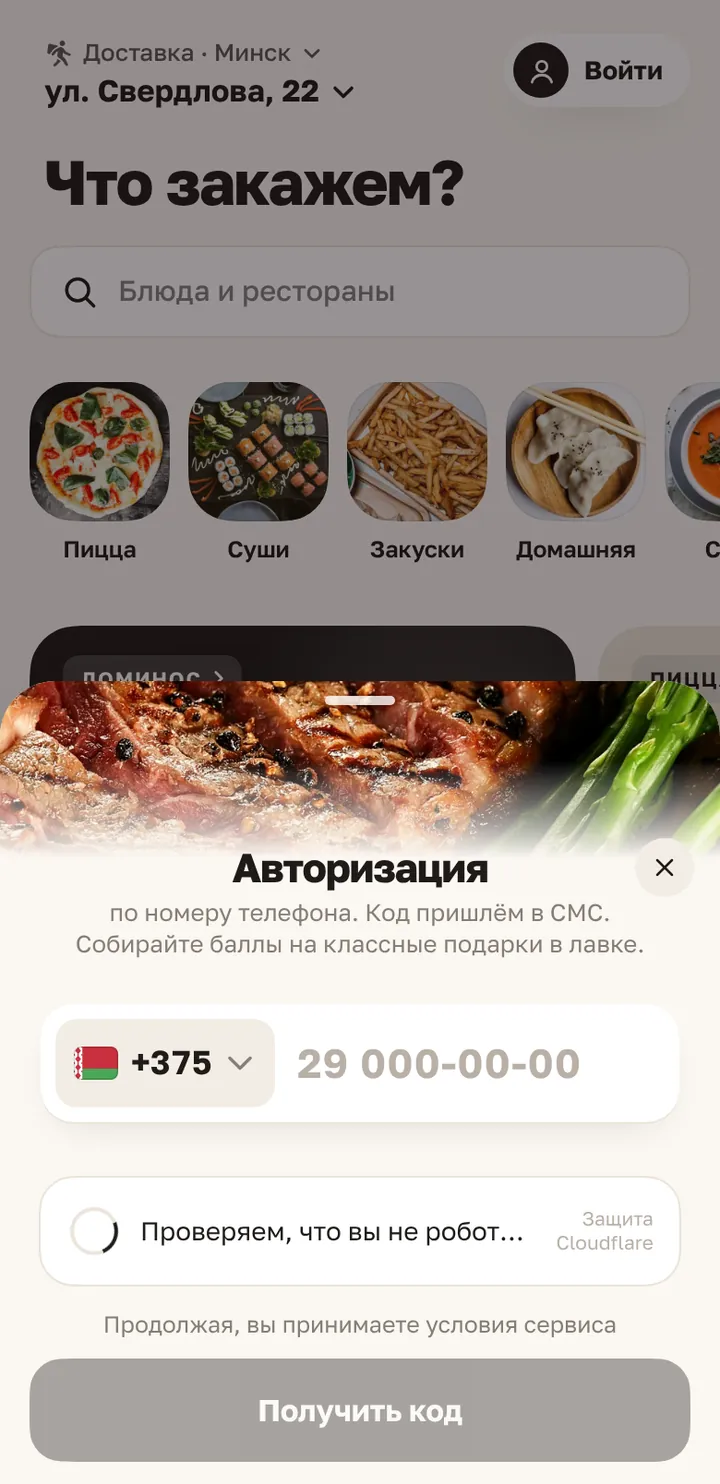 Доставка · Минск
ул. Свердлова, 22
Войти
Что закажем?
Блюда и рестораны
Пицца
Суши
Закуски
Домашняя
С
ДОМИНОС >
ПИЦЦ
Авторизация
по номеру телефона. Код пришлём в СМС.
Собирайте баллы на классные подарки в лавке.
+375
29 000-00-00
Проверяем, что вы не робот...
Защита
Cloudflare
Продолжая, вы принимаете условия сервиса
Получить код